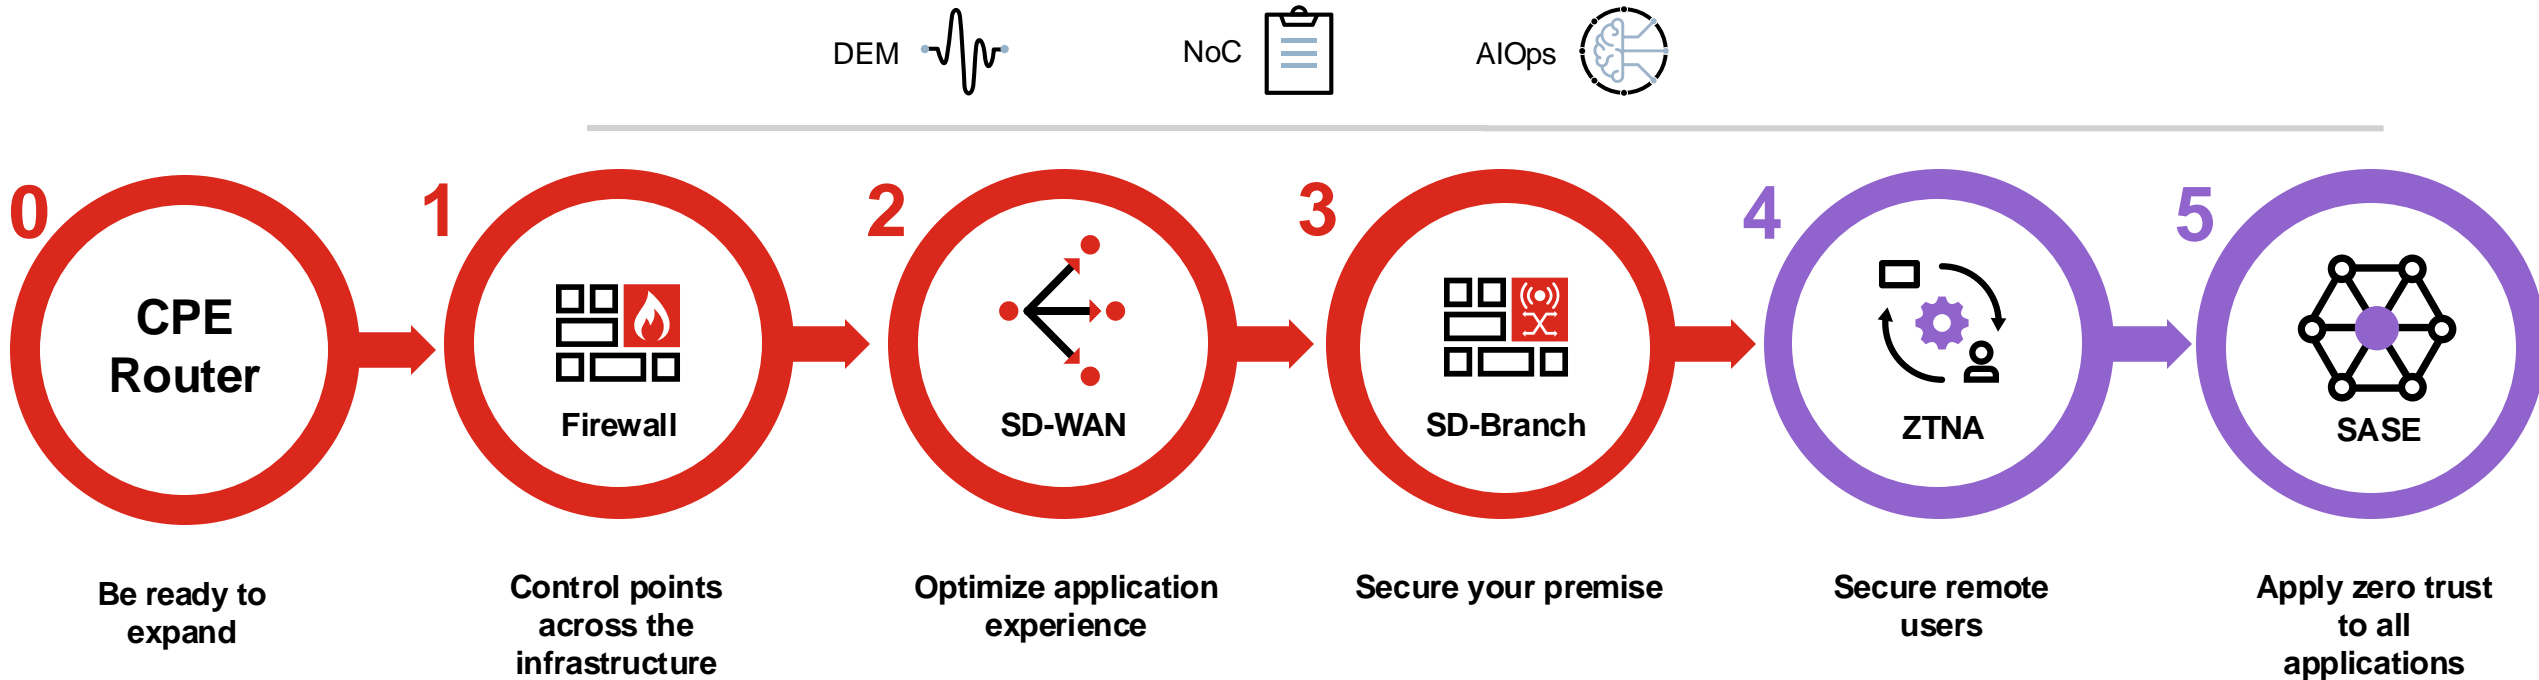 DEM
NoC
AIOps
0
CPE
Router
Be ready to
expand
1
Firewall
Control points
across the
infrastructure
2
SD-WAN
Optimize application
experience
3
SD-Branch
Secure your premise
4
ZTNA
Secure remote
users
5
SASE
Apply zero trust
to all
applications